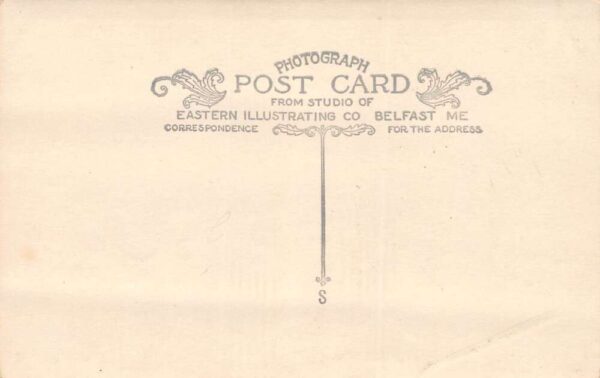 PHOTOGRAPH
POST CARD
FROM STUDIO OF
EASTERN ILLUSTRATING CO BELFAST ME
CORRESPONDENCE FOR THE ADDRESS
S